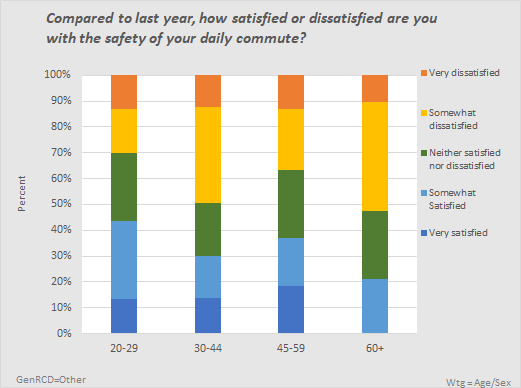 Compared to last year, how satisfied or dissatisfied are you
with the safety of your daily commute?
100%
90%
80%
70%
60%
50%
40%
30%
20%
10%
0%
Percent
20-29
30-44
45-59
60+
Very dissatisfied
Somewhat
dissatisfied
Neither satisfied
nor dissatisfied
Somewhat
Satisfied
Very satisfied
GenRCD=Other
Wtg = Age/Sex